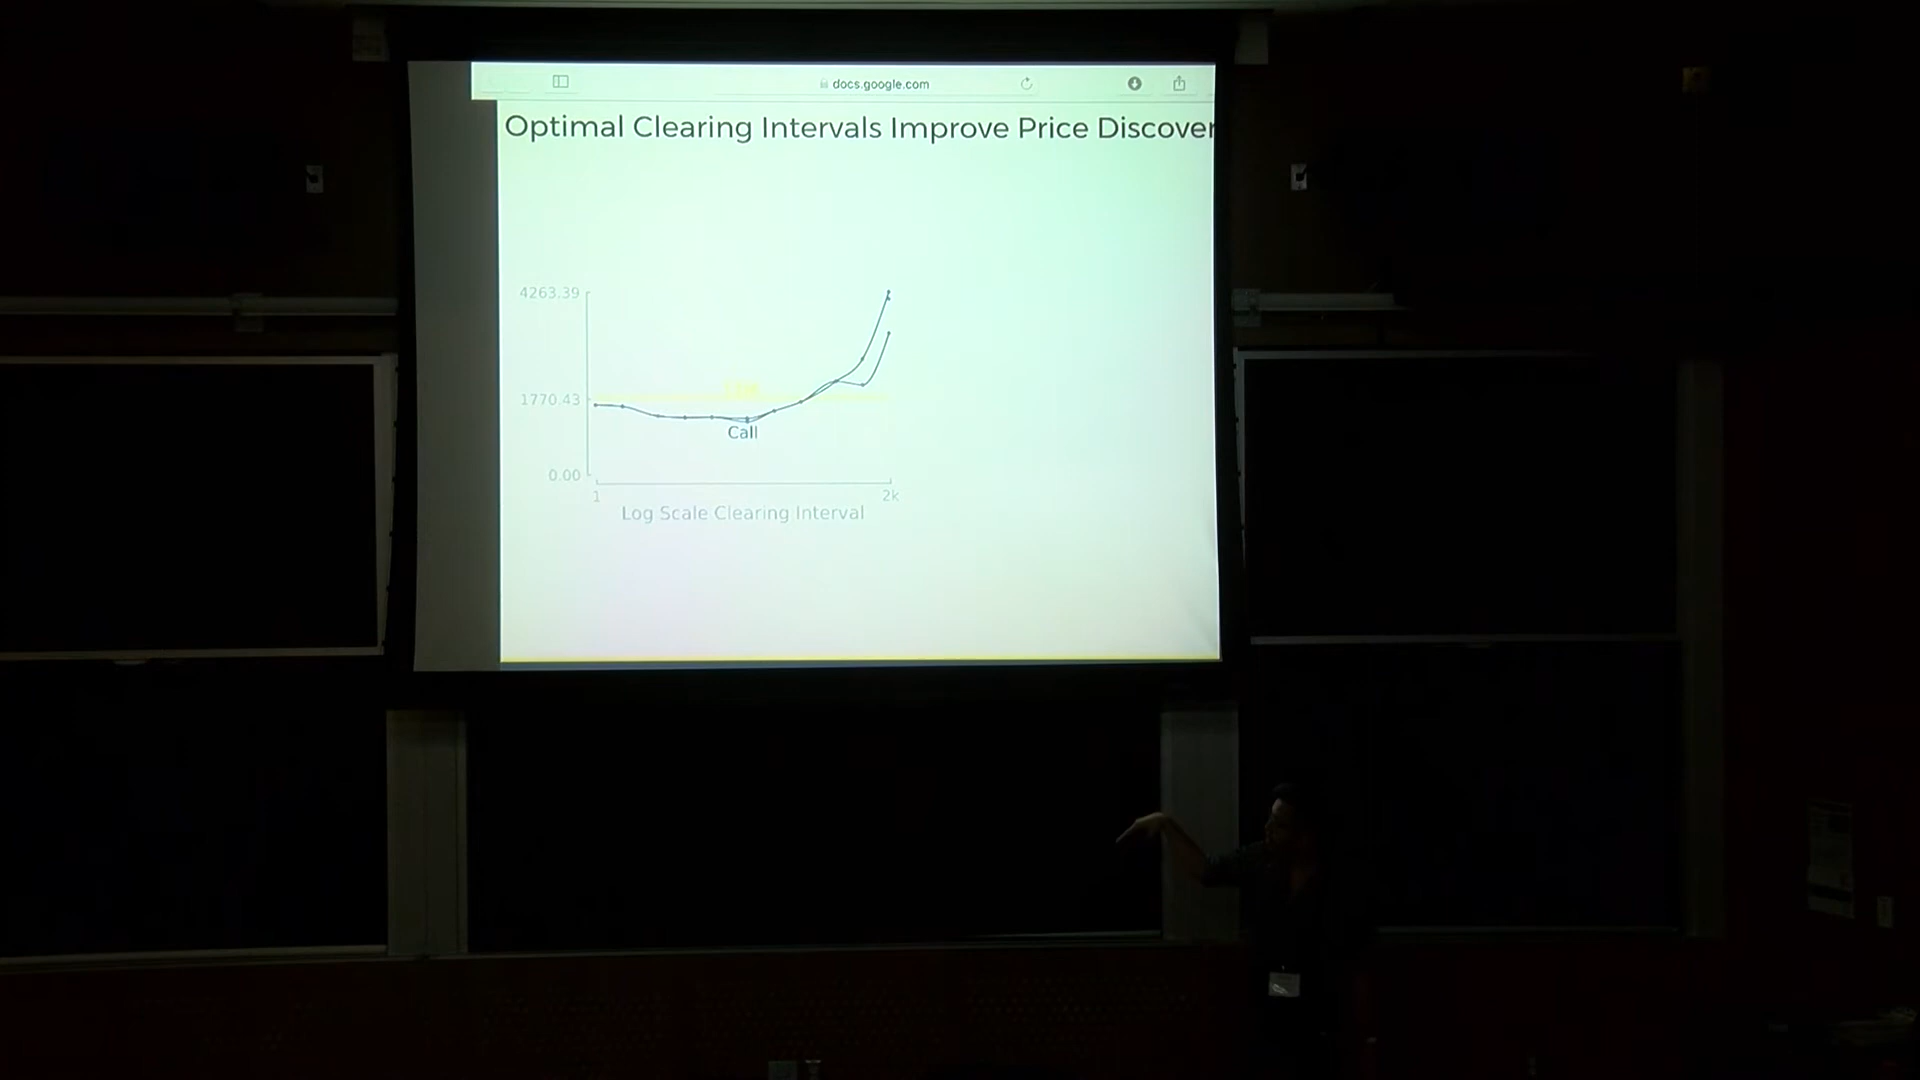 docs.google.com
Optimal Clearing Intervals Improve Price Discover
4263.39
1770.43
Call
0.00
1
2k
Log Scale Clearing Interval